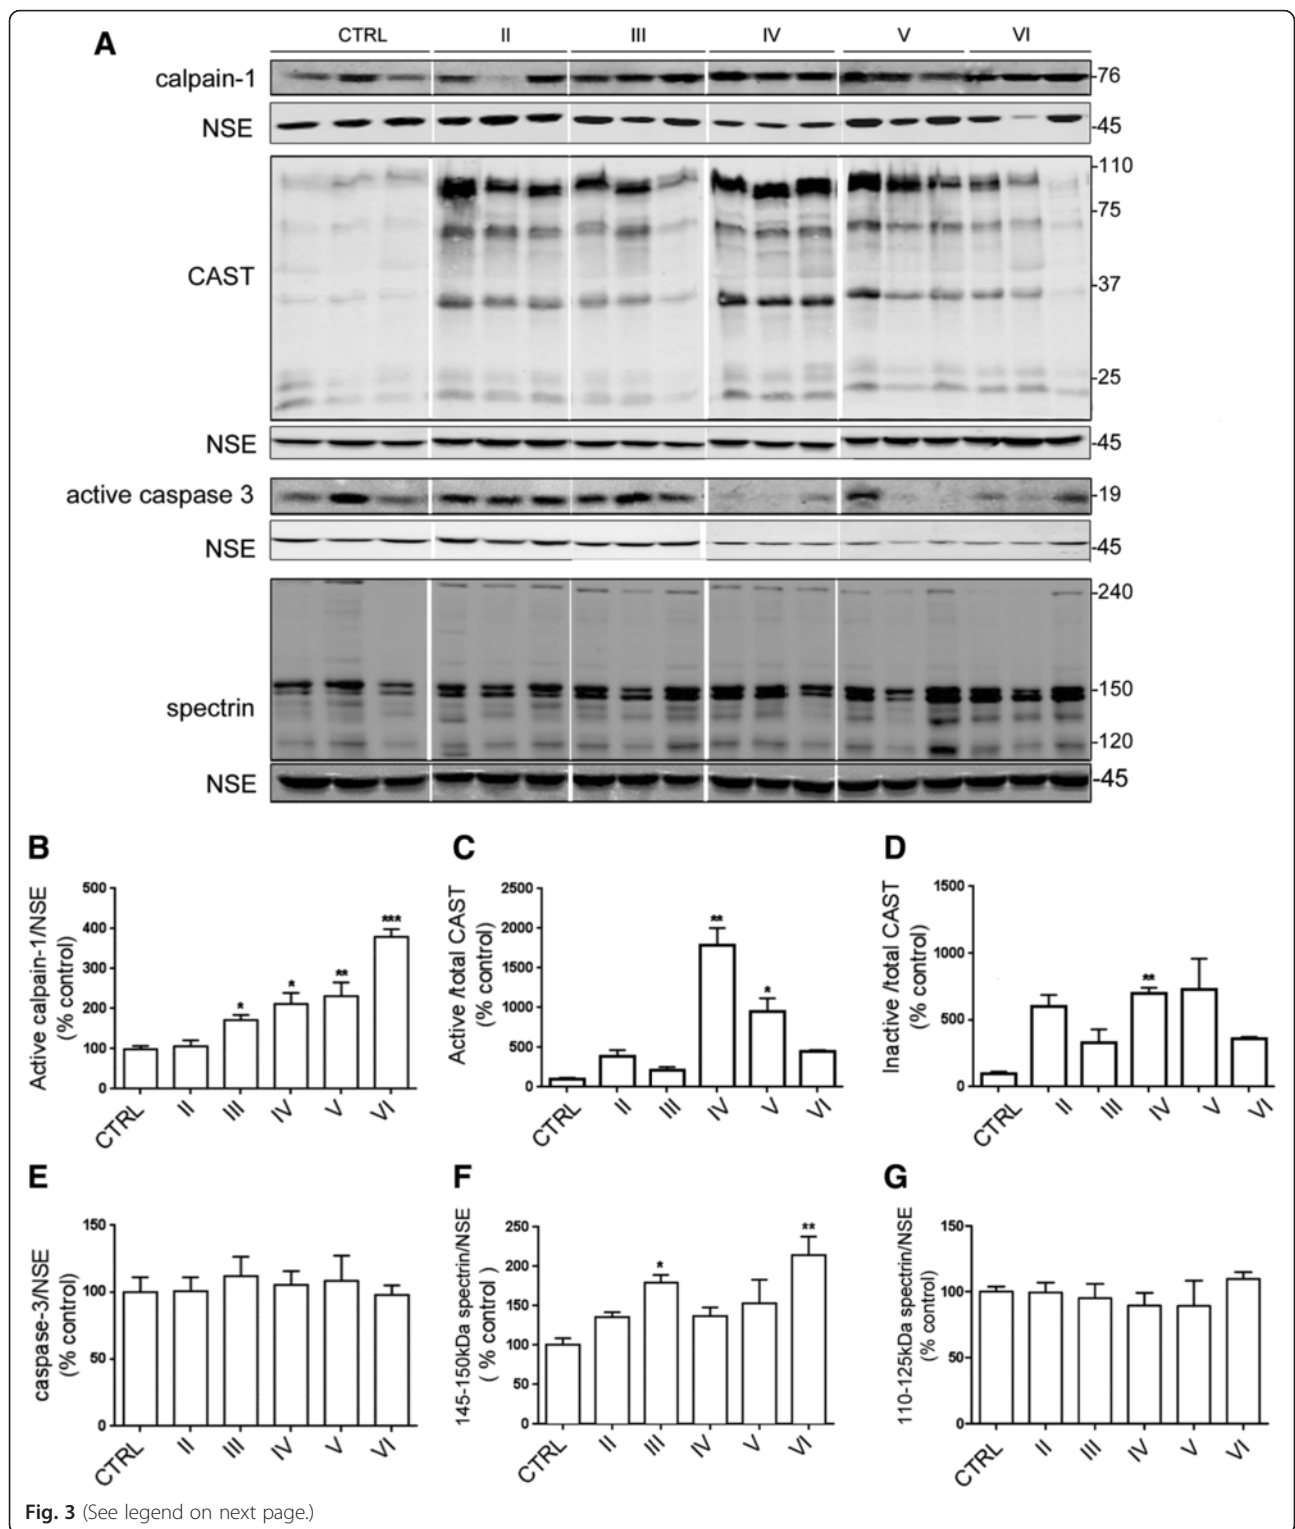 A
CTRL II III IV V VI
calpain-1 -76
NSE -45
CAST -110
-75
-37
-25
NSE -45
active caspase 3 -19
NSE -45
spectrin -240
-150
-120
NSE -45
B
Active calpain-1/NSE
(% control)
500
400
300
200
100
0
* * ** ***
CTRL II III IV V VI
C
Active /total CAST
(% control)
2500
2000
1500
1000
500
0
** *
CTRL II III IV V VI
D
Inactive /total CAST
(% control)
1500
1000
500
0
**
CTRL II III IV V VI
E
caspase-3/NSE
(% control)
150
100
50
0
CTRL II III IV V VI
F
145-150kDa spectrin/NSE
( % control )
250
200
150
100
50
0
* **
CTRL II III IV V VI
G
110-125kDa spectrin/NSE
(% control)
150
100
50
0
CTRL II III IV V VI
Fig. 3 (See legend on next page.)